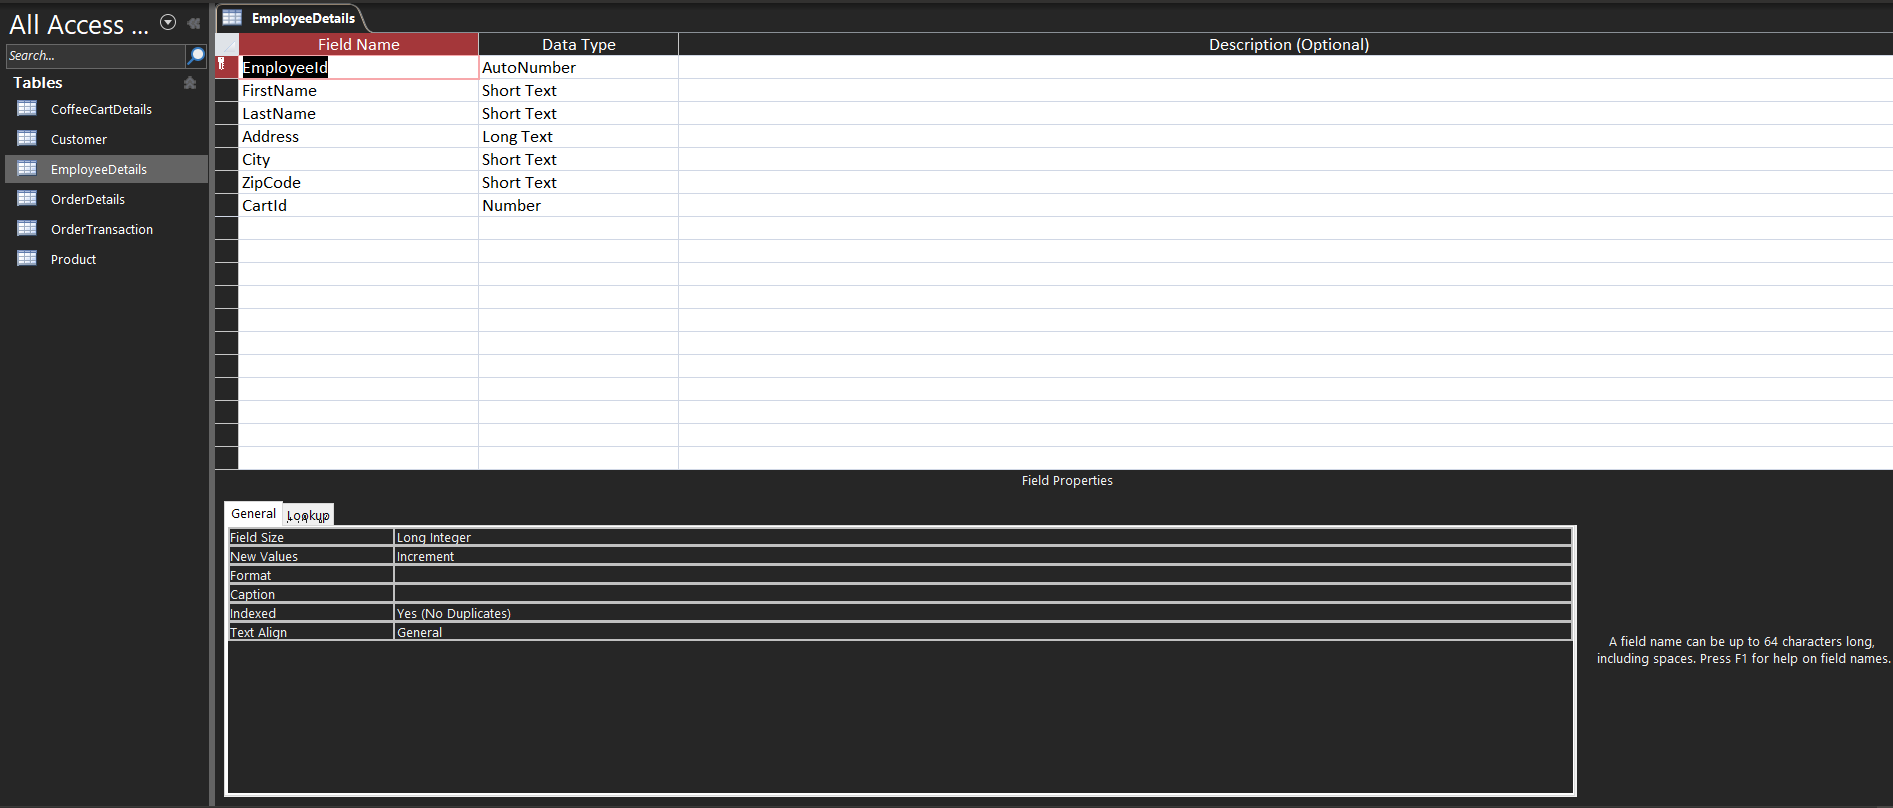 All Access ...
Search...
Tables
CoffeeCartDetails
Customer
EmployeeDetails
OrderDetails
OrderTransaction
Product
EmployeeDetails
Field Name Data Type Description (Optional)
EmployeeId AutoNumber
FirstName Short Text
LastName Short Text
Address Long Text
City Short Text
ZipCode Short Text
CartId Number
Field Properties
General Lookup
Field Size Long Integer
New Values Increment
Format
Caption
Indexed Yes (No Duplicates)
Text Align General
A field name can be up to 64 characters long,
including spaces. Press F1 for help on field names.